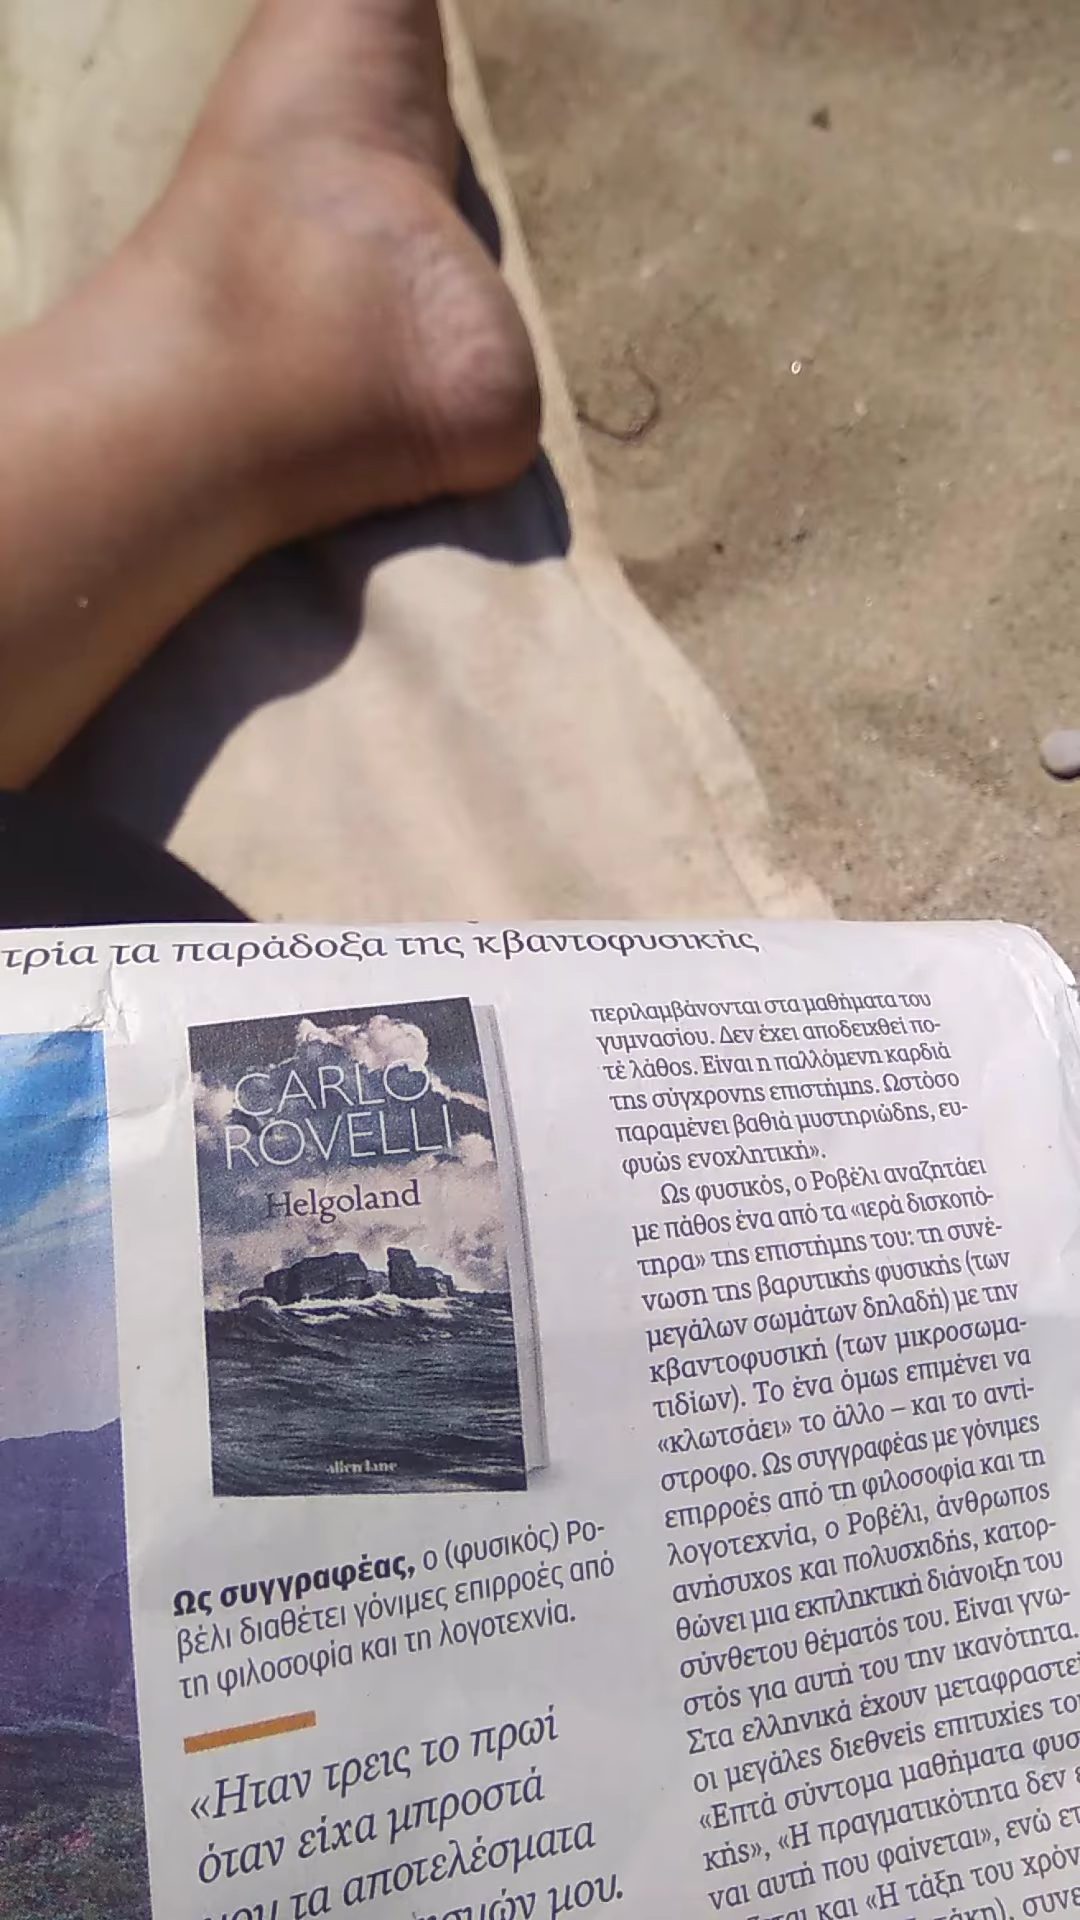 τρία τα παράδοξα της κβαντοφυσικής
CARLO
ROVELLI
Helgoland
allen lane
Ως συγγραφέας, ο (φυσικός) Ρο-
βέλι διαθέτει γόνιμες επιρροές από
τη φιλοσοφία και τη λογοτεχνία.
«Ηταν τρεις το πρωί
όταν είχα μπροστά
μου τα αποτελέσματα
μου.
περιλαμβάνονται στα μαθήματα του
γυμνασίου. Δεν έχει αποδειχθεί πο-
τέ λάθος. Είναι η παλλόμενη καρδιά
της σύγχρονης επιστήμης. Ωστόσο
παραμένει βαθιά μυστηριώδης, ευ-
φυώς ενοχλητική».
Ως φυσικός, ο Ροβέλι αναζητάει
με πάθος ένα από τα «ιερά δισκοπό-
τηρα» της επιστήμης του: τη συνέ-
νωση της βαρυτικής φυσικής (των
μεγάλων σωμάτων δηλαδή) με την
κβαντοφυσική (των μικροσωμα-
τιδίων). Το ένα όμως επιμένει να
«κλωτσάει» το άλλο – και το αντί-
στροφο. Ως συγγραφέας με γόνιμες
επιρροές από τη φιλοσοφία και τη
λογοτεχνία, ο Ροβέλι, άνθρωπος
ανήσυχος και πολυσχιδής, κατορ-
θώνει μια εκπληκτική διάνοιξη του
σύνθετου θέματός του. Είναι γνω-
στός για αυτή του την ικανότητα.
Στα ελληνικά έχουν μεταφραστεί
οι μεγάλες διεθνείς επιτυχίες το
«Επτά σύντομα μαθήματα φυσ
κής», «Η πραγματικότητα δεν ε
ναι αυτή που φαίνεται», ενώ ετ
και «Η τάξη του χρόν
συνε